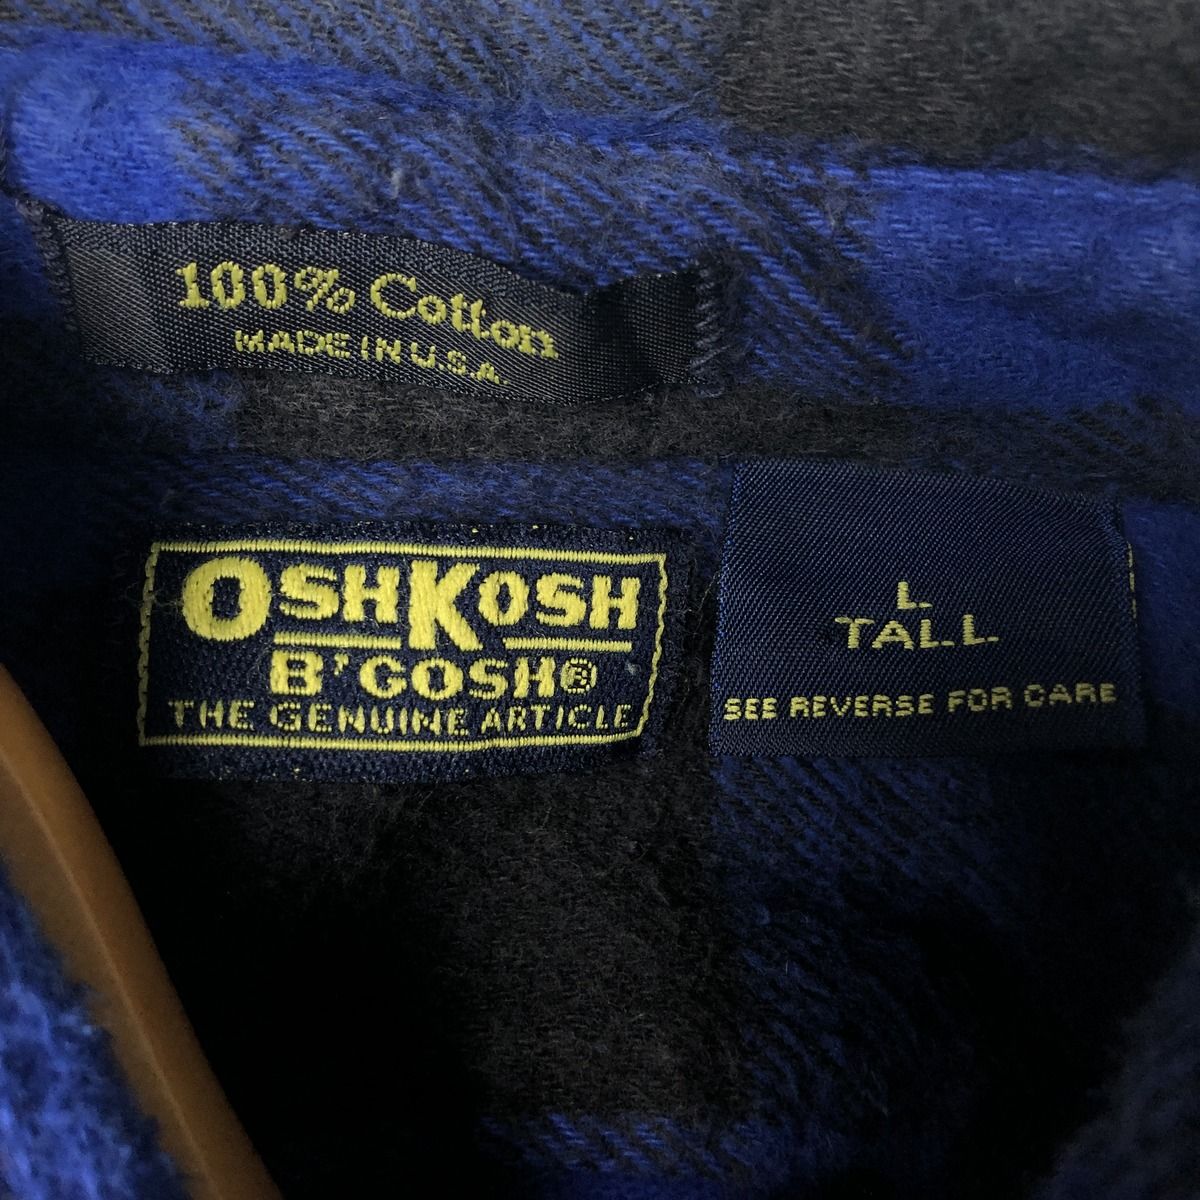 100% Cotton
MADE IN U.S.A.
OSHKOSH
B'GOSH®
THE GENUINE ARTICLE
L
TALL
SEE REVERSE FOR CARE